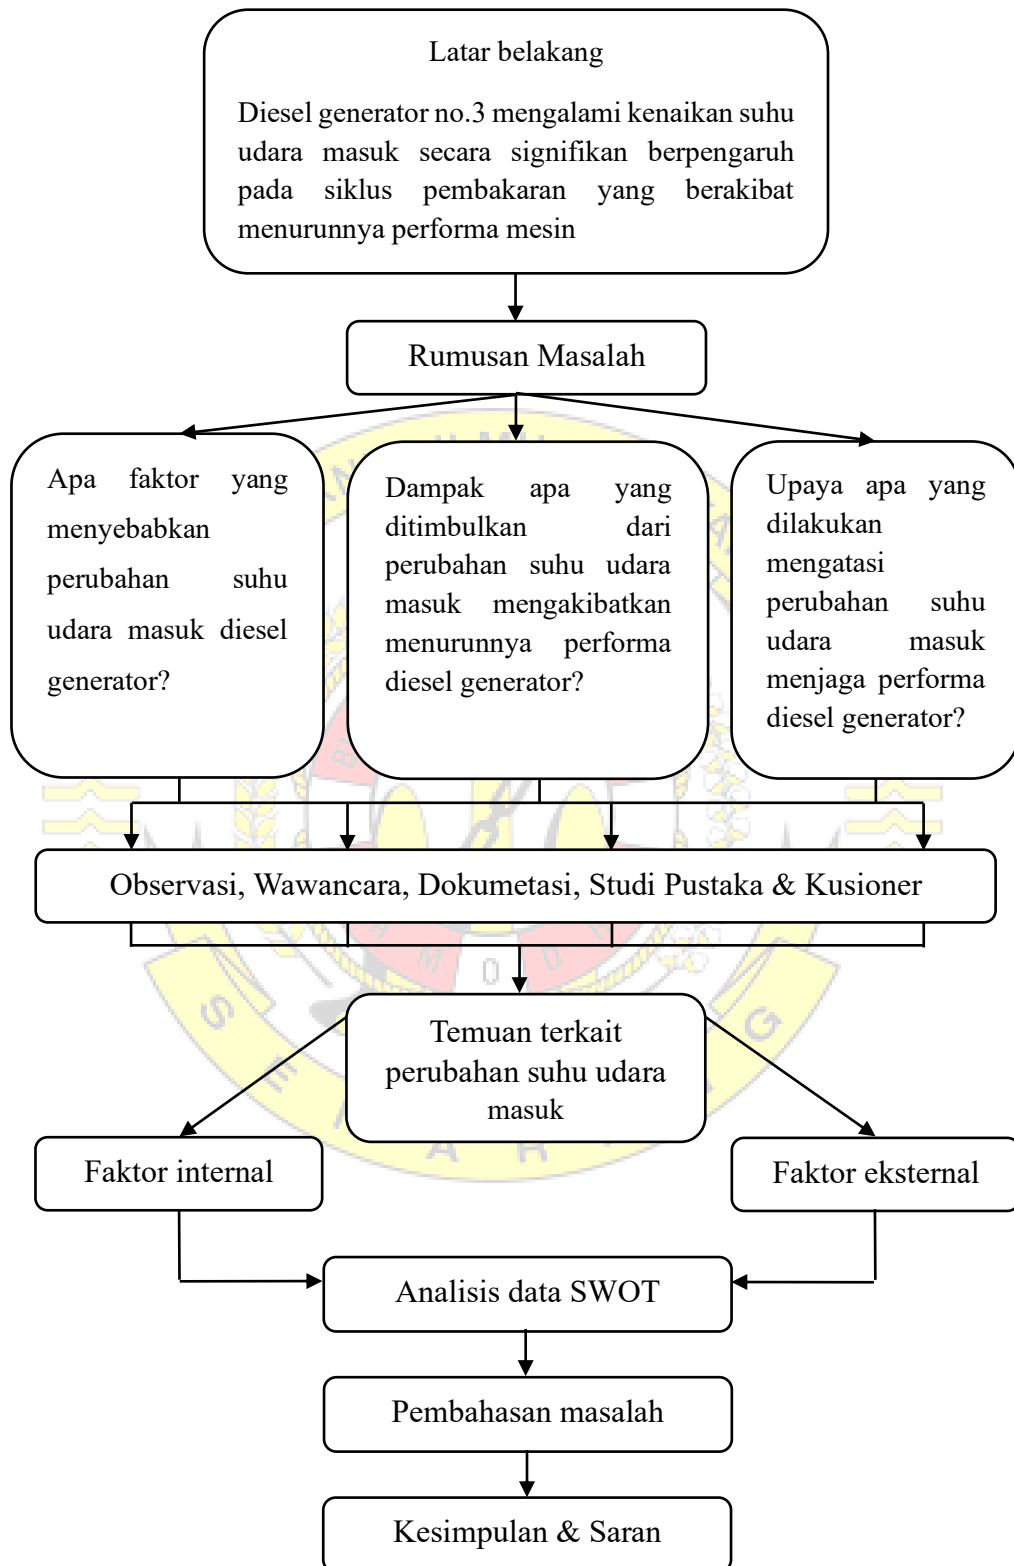 Latar belakang
Diesel generator no.3 mengalami kenaikan suhu
udara masuk secara signifikan berpengaruh
pada siklus pembakaran yang berakibat
menurunnya performa mesin
Rumusan Masalah
Apa faktor yang
menyebabkan
perubahan suhu
udara masuk diesel
generator?
Dampak apa yang
ditimbulkan dari
perubahan suhu udara
masuk mengakibatkan
menurunnya performa
diesel generator?
Upaya apa yang
dilakukan
mengatasi
perubahan suhu
udara masuk
menjaga performa
diesel generator?
Observasi, Wawancara, Dokumetasi, Studi Pustaka & Kusioner
Temuan terkait
perubahan suhu udara
masuk
Faktor internal
Faktor eksternal
Analisis data SWOT
Pembahasan masalah
Kesimpulan & Saran